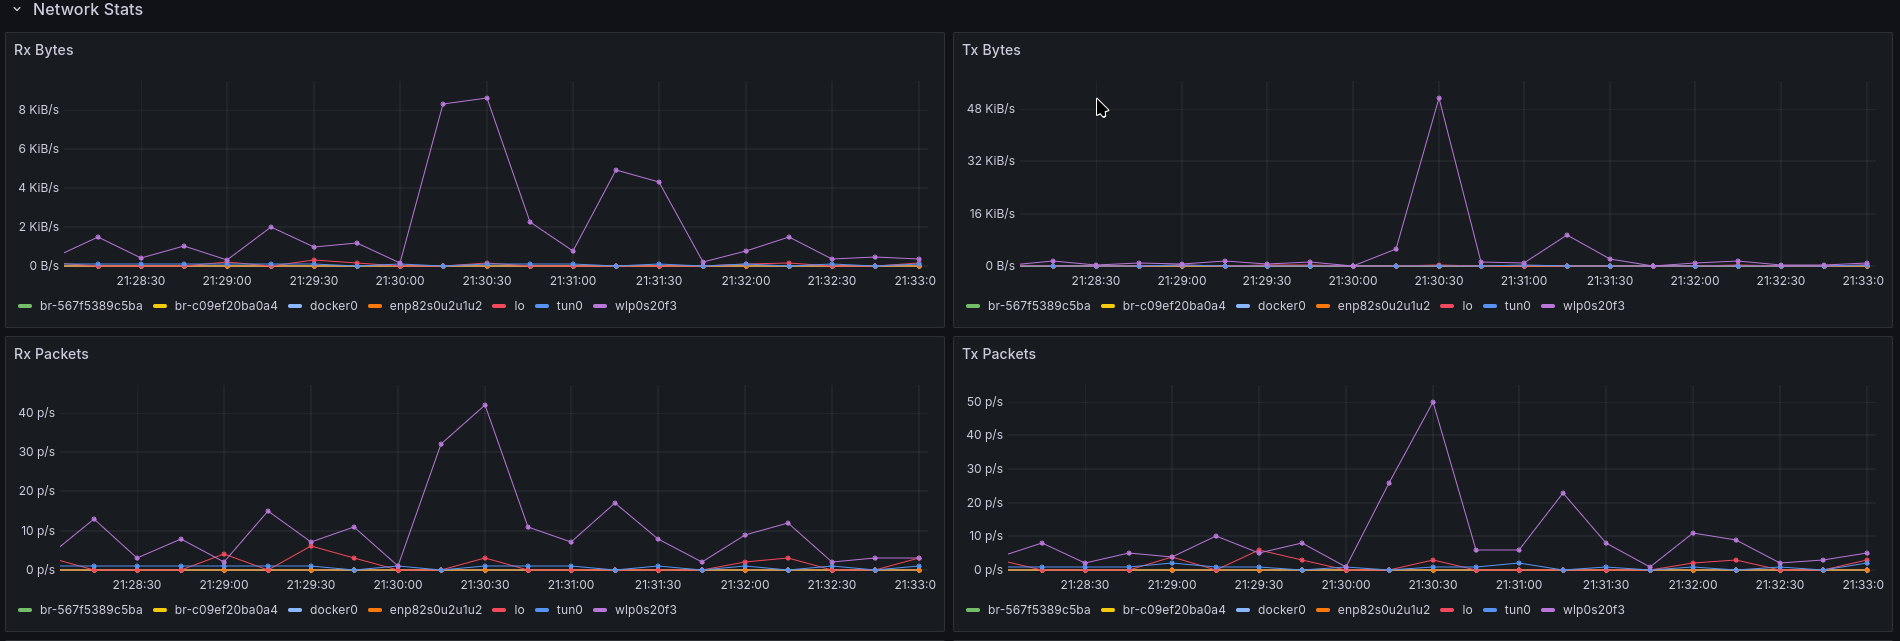 Network Stats
Rx Bytes
8 KiB/s
6 KiB/s
4 KiB/s
2 KiB/s
0 B/s
21:28:30 21:29:00 21:29:30 21:30:00 21:30:30 21:31:00 21:31:30 21:32:00 21:32:30 21:33:0
br-567f5389c5ba br-c09ef20ba0a4 docker0 enp82s0u2u1u2 lo tun0 wlp0s20f3
Tx Bytes
48 KiB/s
32 KiB/s
16 KiB/s
0 B/s
21:28:30 21:29:00 21:29:30 21:30:00 21:30:30 21:31:00 21:31:30 21:32:00 21:32:30 21:33:0
br-567f5389c5ba br-c09ef20ba0a4 docker0 enp82s0u2u1u2 lo tun0 wlp0s20f3
Rx Packets
40 p/s
30 p/s
20 p/s
10 p/s
0 p/s
21:28:30 21:29:00 21:29:30 21:30:00 21:30:30 21:31:00 21:31:30 21:32:00 21:32:30 21:33:0
br-567f5389c5ba br-c09ef20ba0a4 docker0 enp82s0u2u1u2 lo tun0 wlp0s20f3
Tx Packets
50 p/s
40 p/s
30 p/s
20 p/s
10 p/s
0 p/s
21:28:30 21:29:00 21:29:30 21:30:00 21:30:30 21:31:00 21:31:30 21:32:00 21:32:30 21:33:0
br-567f5389c5ba br-c09ef20ba0a4 docker0 enp82s0u2u1u2 lo tun0 wlp0s20f3